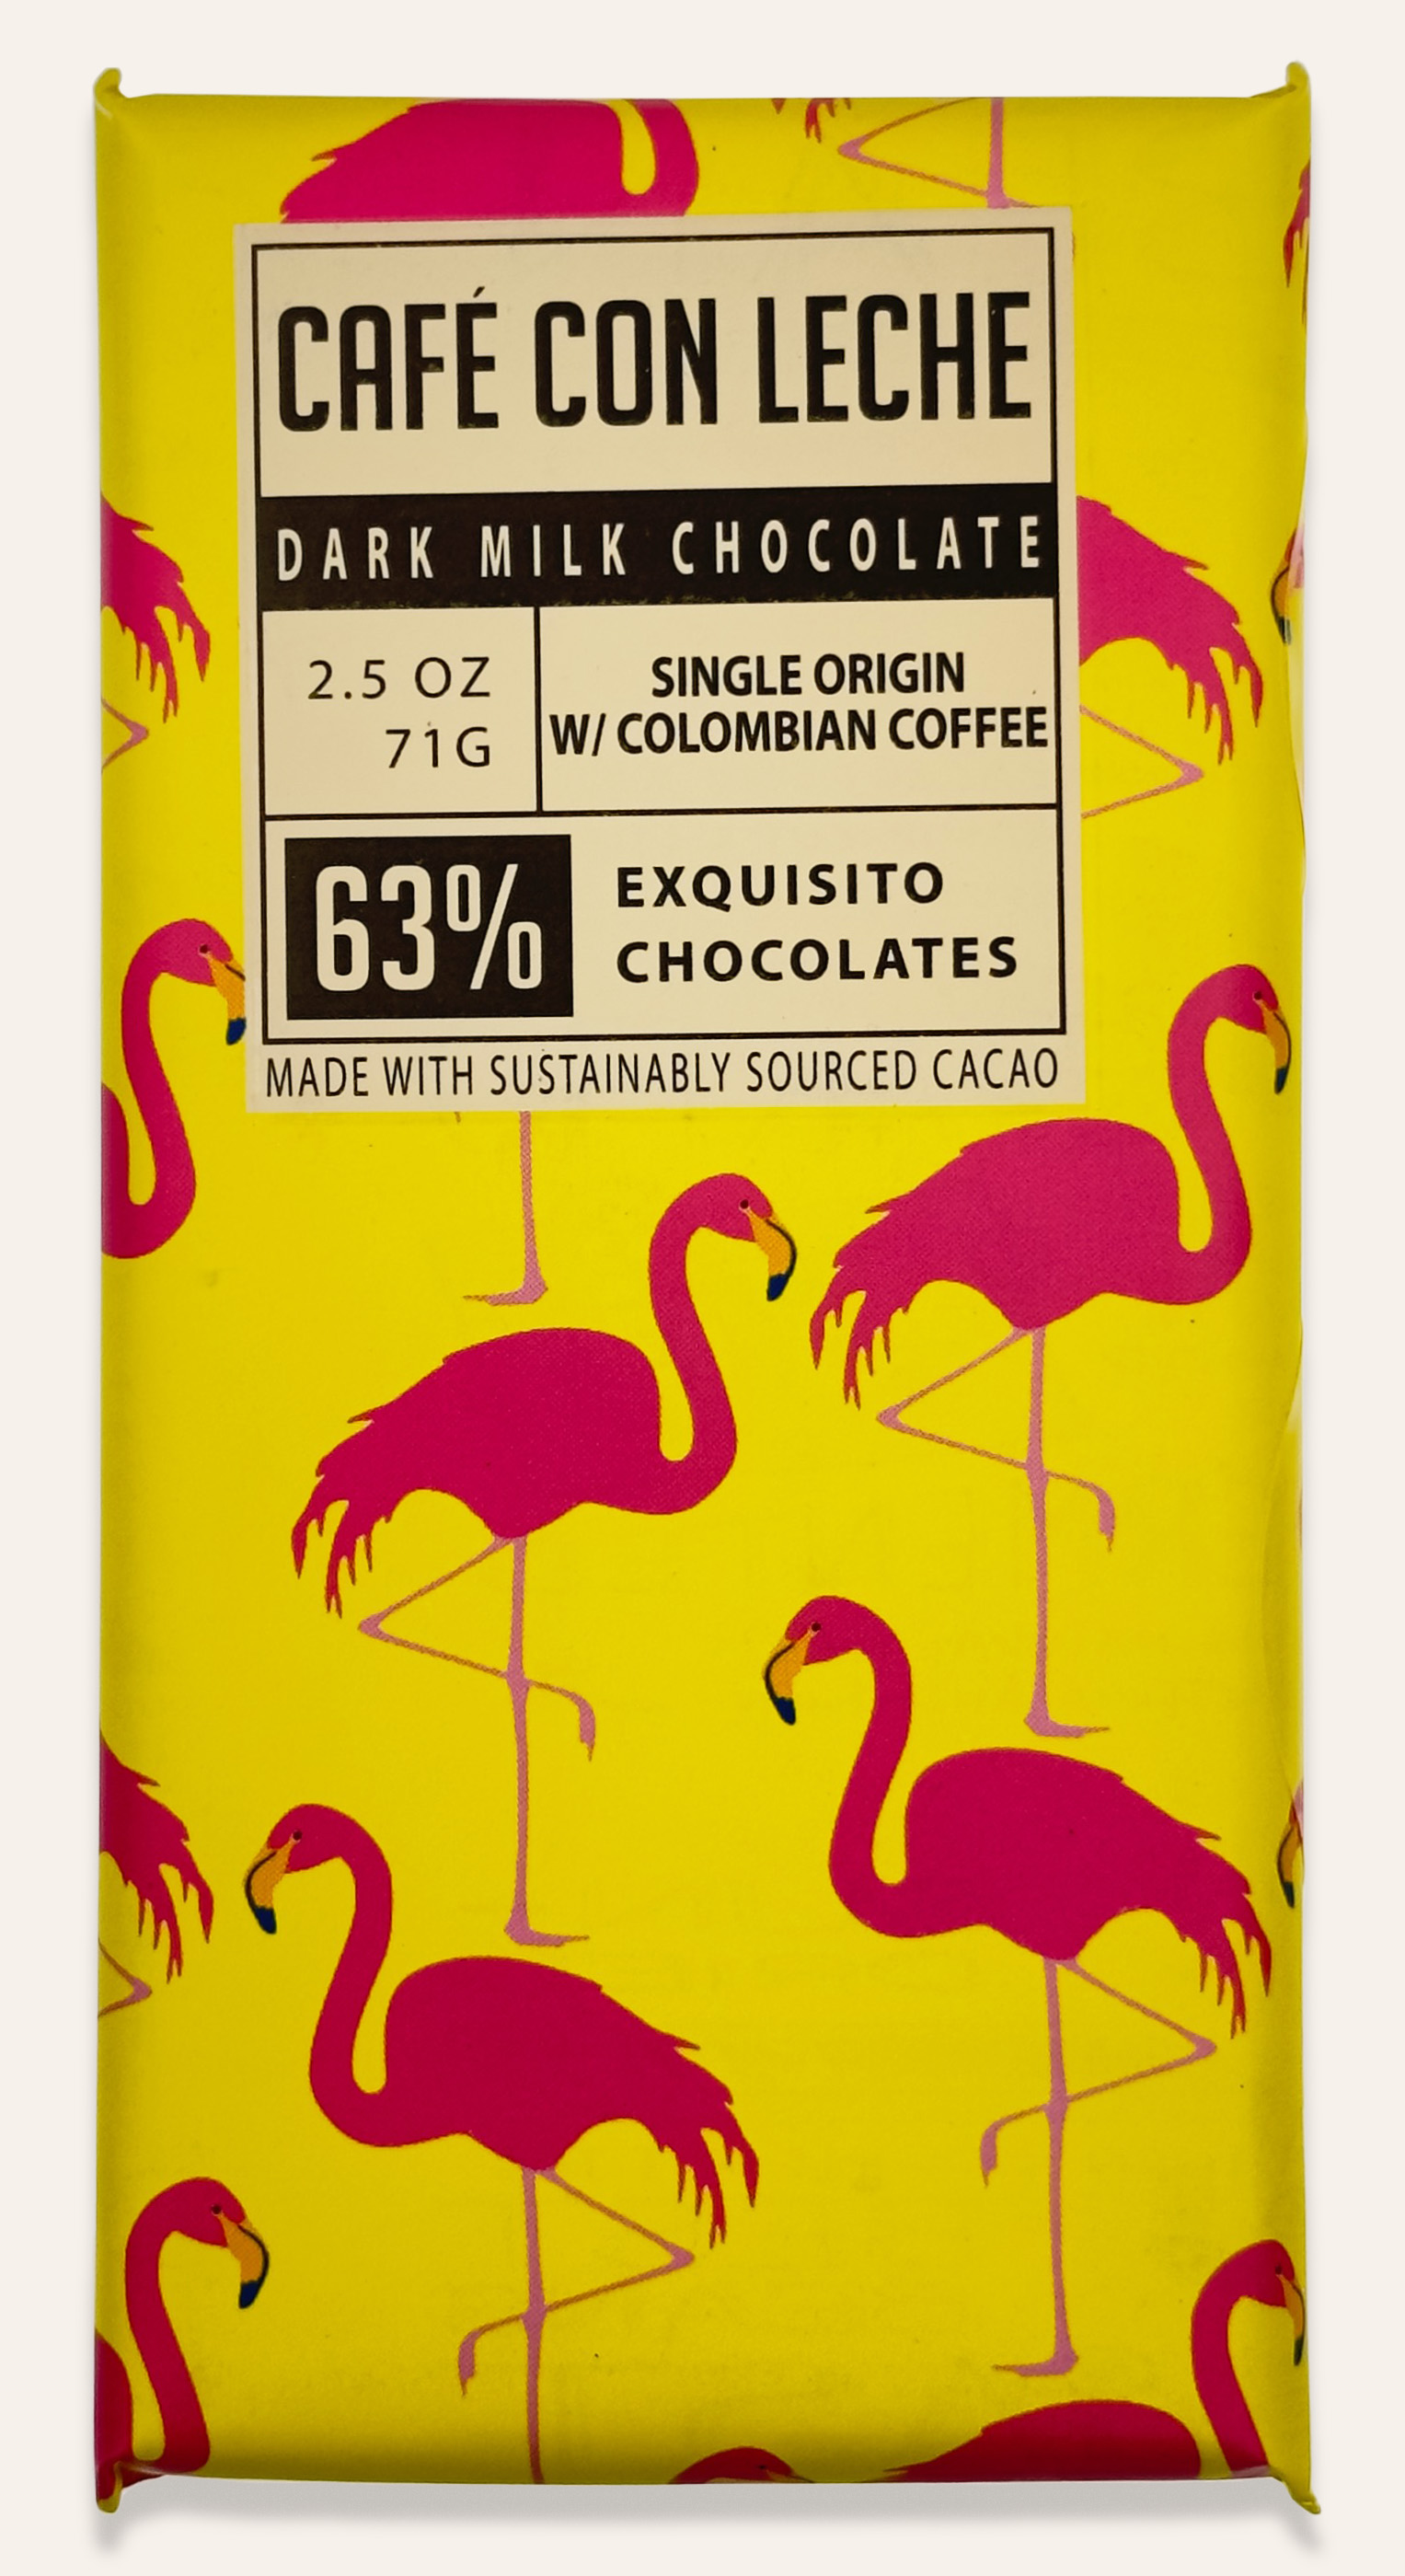 CAFÉ CON LECHE
DARK MILK CHOCOLATE
2.5 OZ
71G
SINGLE ORIGIN
W/ COLOMBIAN COFFEE
63%
EXQUISITO
CHOCOLATES
MADE WITH SUSTAINABLY SOURCED CACAO